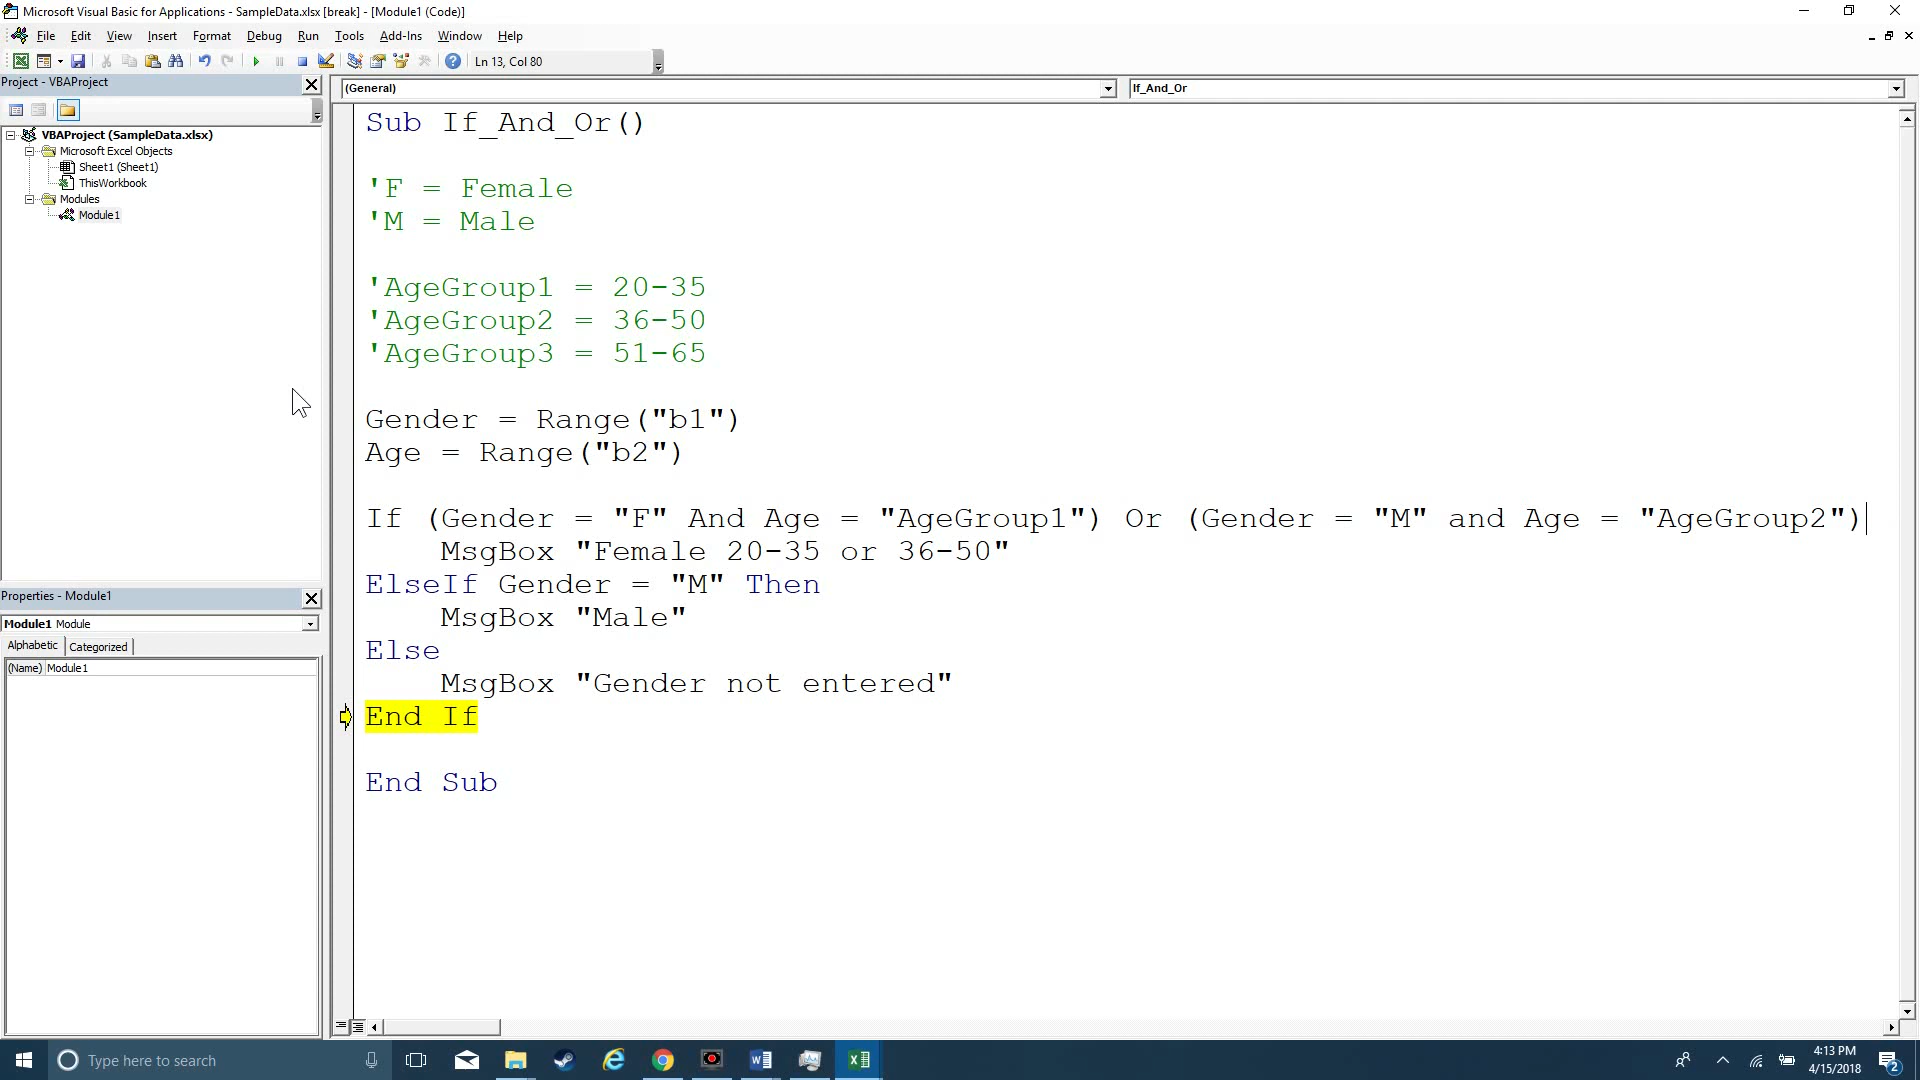 Microsoft Visual Basic for Applications - SampleData.xlsx [break] - [Module1 (Code)]
File Edit View Insert Format Debug Run Tools Add-Ins Window Help
Ln 13, Col 80
Project - VBAProject
VBAProject (SampleData.xlsx)
Microsoft Excel Objects
Sheet1 (Sheet1)
ThisWorkbook
Modules
Module1
Properties - Module1
Module1 Module
Alphabetic Categorized
(Name) Module1
(General) If_And_Or
Sub If_And_Or()
'F = Female
'M = Male
'AgeGroup1 = 20-35
'AgeGroup2 = 36-50
'AgeGroup3 = 51-65
Gender = Range("b1")
Age = Range("b2")
If (Gender = "F" And Age = "AgeGroup1") Or (Gender = "M" and Age = "AgeGroup2")
MsgBox "Female 20-35 or 36-50"
ElseIf Gender = "M" Then
MsgBox "Male"
Else
MsgBox "Gender not entered"
End If
End Sub
Type here to search
4:13 PM
4/15/2018
2